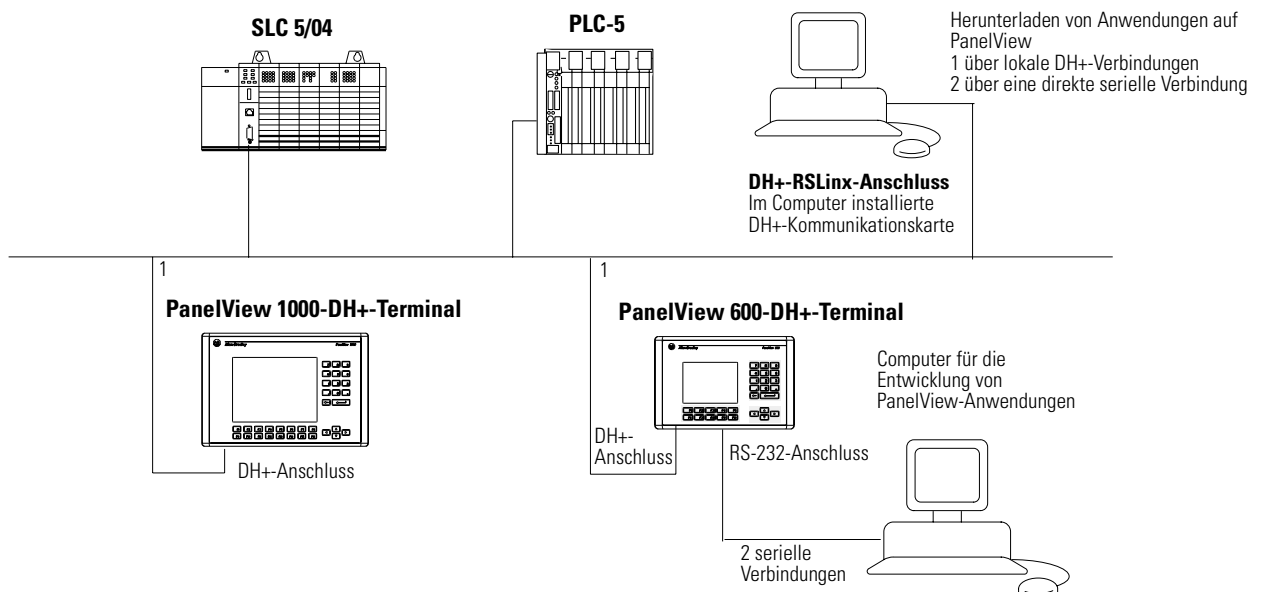 SLC 5/04
PLC-5
Herunterladen von Anwendungen auf
PanelView
1 über lokale DH+-Verbindungen
2 über eine direkte serielle Verbindung
DH+-RSLinx-Anschluss
Im Computer installierte
DH+-Kommunikationskarte
1
1
PanelView 1000-DH+-Terminal
PanelView 600-DH+-Terminal
Computer für die
Entwicklung von
PanelView-Anwendungen
DH+-Anschluss
DH+-
Anschluss
RS-232-Anschluss
2 serielle
Verbindungen